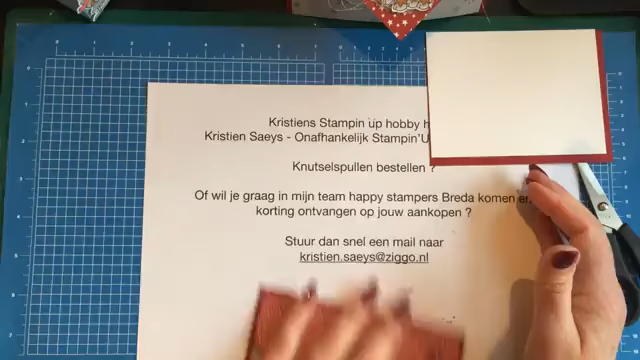 Kristiens Stampin up hobby h
Kristien Saeys - Onafhankelijk Stampin'U
Knutselspullen bestellen ?
Of wil je graag in mijn team happy stampers Breda komen en
korting ontvangen op jouw aankopen ?
Stuur dan snel een mail naar
kristien.saeys@ziggo.nl